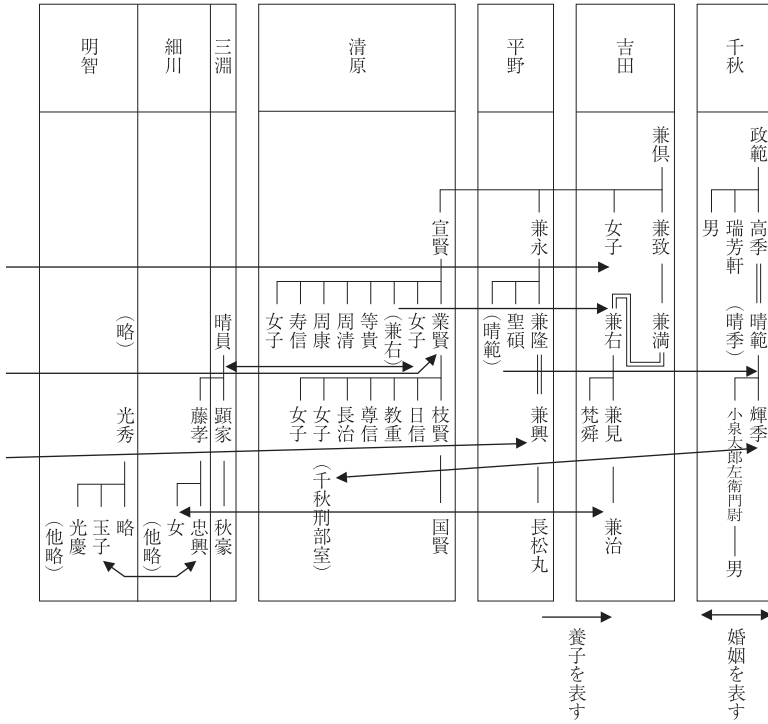 千秋
政範
高季
瑞芳軒
男
晴範
(晴季)
輝季
小泉太郎左衛門尉
男
吉田
兼倶
兼致
女子
兼満
兼右
兼見
梵舜
兼治
平野
兼永
兼隆
聖碩
(晴範)
兼興
長松丸
清原
宣賢
業賢
女子
(兼右)
等貴
周清
周康
寿信
女子
枝賢
日信
教重
尊信
長治
女子
女子
(千秋刑部室)
国賢
三淵
晴員
顕家
秋豪
細川
藤孝
忠興
女
(他略)
明智
(略)
光秀
略
玉子
光慶
(他略)
婚姻を表す
養子を表す